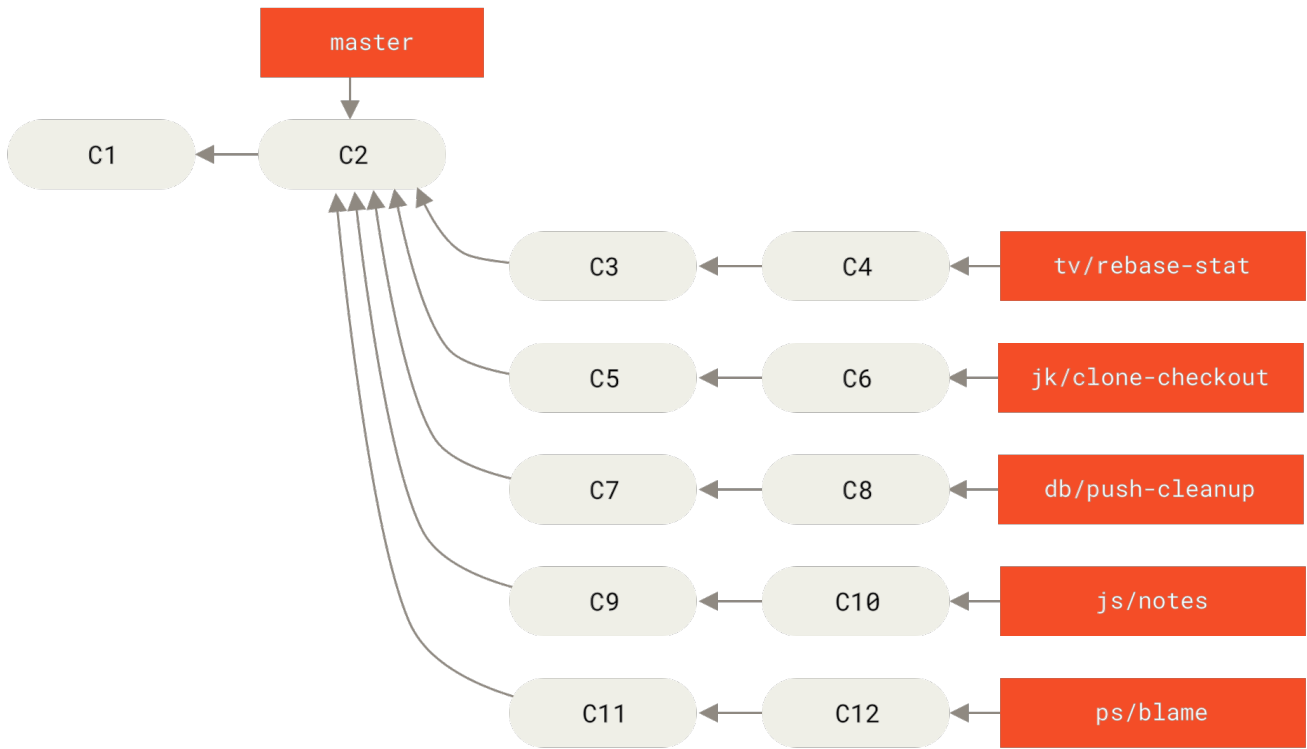 master
C1
C2
C3
C4
tv/rebase-stat
C5
C6
jk/clone-checkout
C7
C8
db/push-cleanup
C9
C10
js/notes
C11
C12
ps/blame